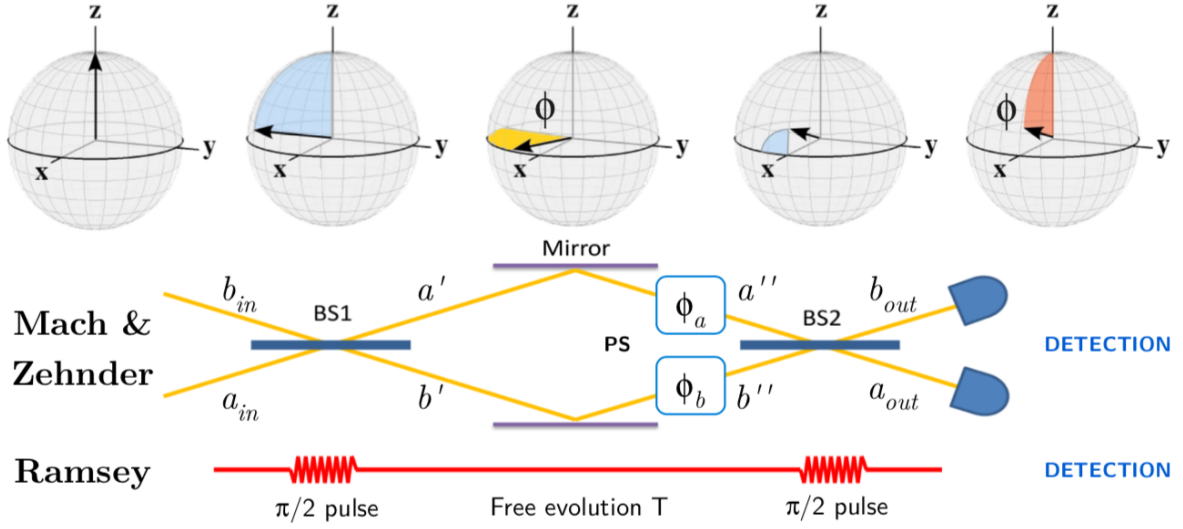 z
z
z
z
z
y
y
y
y
y
x
x
x
x
x
ϕ
ϕ
Mirror
b_in
BS1
a'
ϕ_a
a''
BS2
b_out
Mach &
Zehnder
PS
DETECTION
a_in
b'
ϕ_b
b''
a_out
Ramsey
DETECTION
π/2 pulse
Free evolution T
π/2 pulse